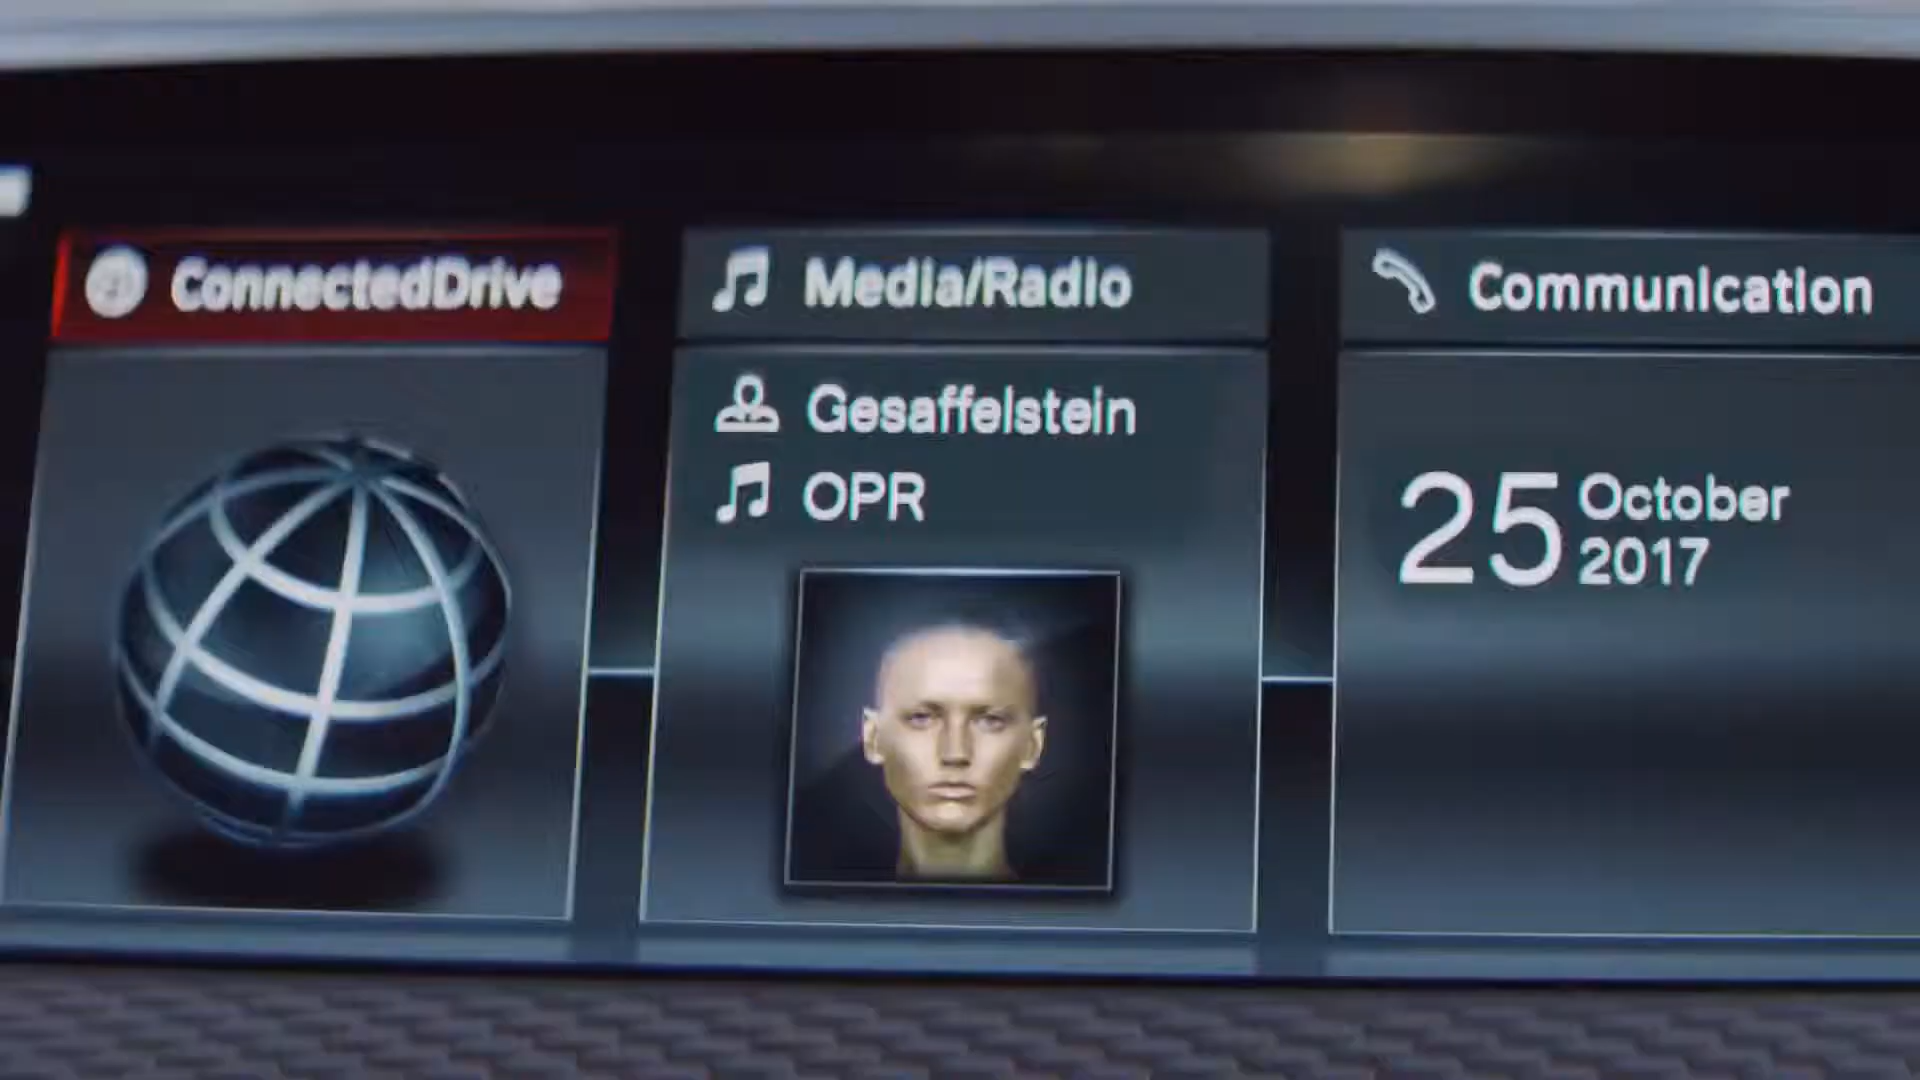 ConnectedDrive
Media/Radio
Gesaffelstein
OPR
Communication
25 October
2017